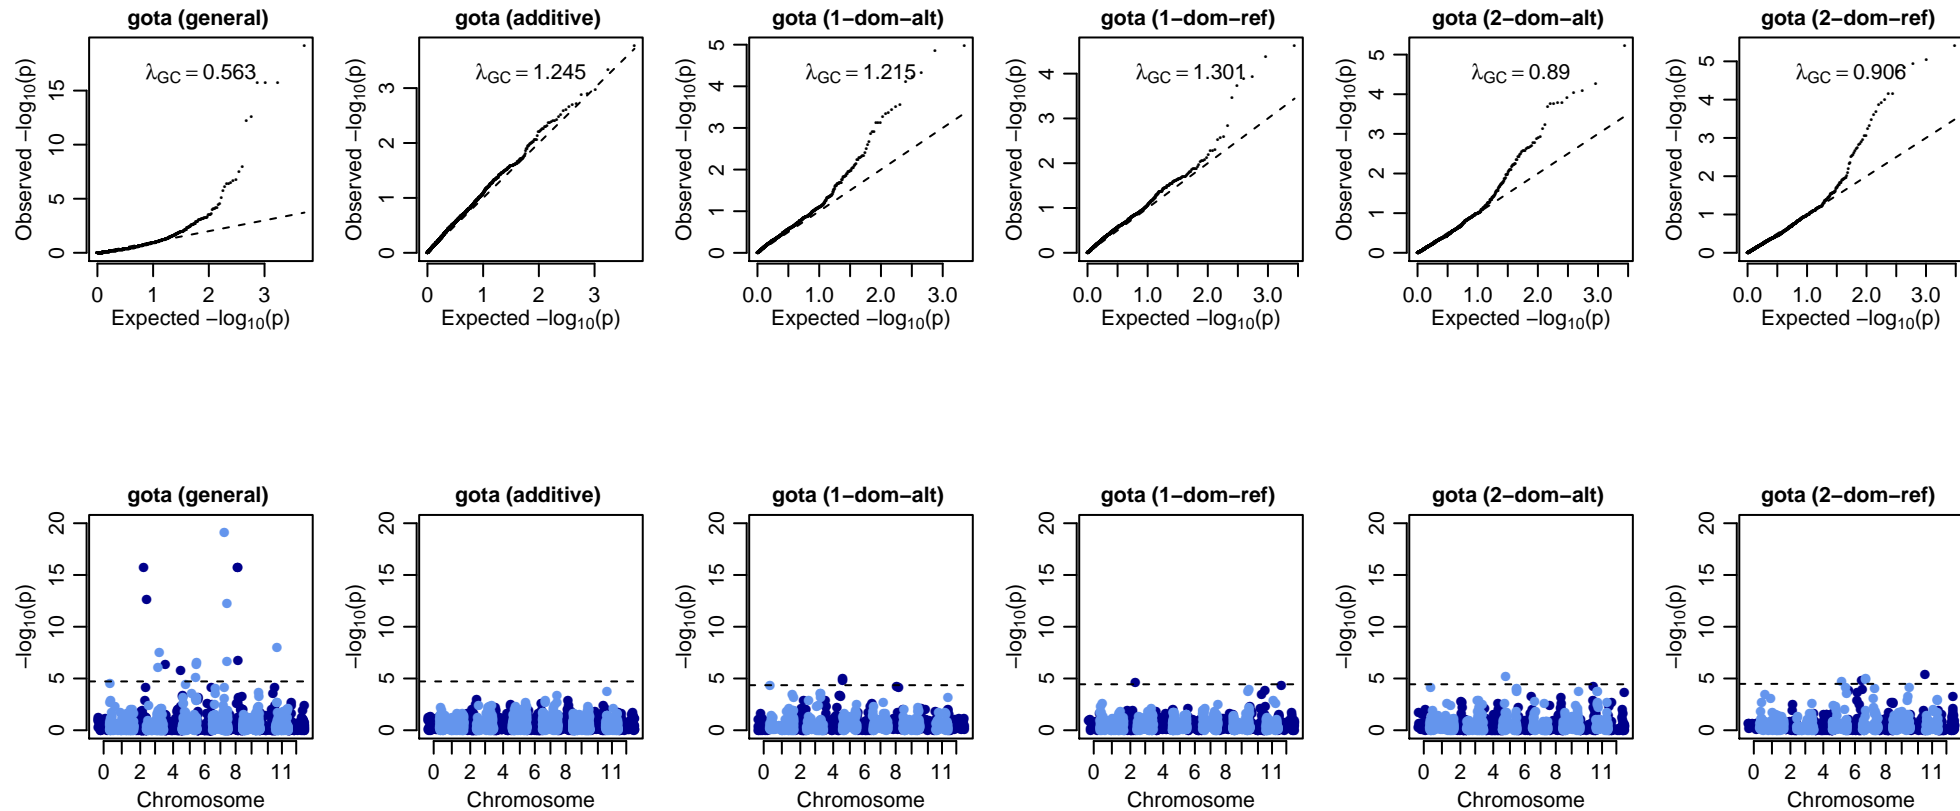 gota (general) gota (additive) gota (1−dom−alt) gota (1−dom−ref) gota (2−dom−alt) gota (2−dom−ref)
λGC = 0.563 λGC = 1.245 λGC = 1.215 λGC = 1.301 λGC = 0.89 λGC = 0.906
Observed −log10(p) Observed −log10(p) Observed −log10(p) Observed −log10(p) Observed −log10(p) Observed −log10(p)
0 5 10 15 0 1 2 3 0 1 2 3 4 5 0 1 2 3 4 0 1 2 3 4 5 0 1 2 3 4 5
0 1 2 3 0 1 2 3 0.0 1.0 2.0 3.0 0.0 1.0 2.0 3.0 0.0 1.0 2.0 3.0 0.0 1.0 2.0 3.0
Expected −log10(p) Expected −log10(p) Expected −log10(p) Expected −log10(p) Expected −log10(p) Expected −log10(p)
gota (general) gota (additive) gota (1−dom−alt) gota (1−dom−ref) gota (2−dom−alt) gota (2−dom−ref)
−log10(p) −log10(p) −log10(p) −log10(p) −log10(p) −log10(p)
0 5 10 15 20 0 5 10 15 20 0 5 10 15 20 0 5 10 15 20 0 5 10 15 20 0 5 10 15 20
0 2 4 6 8 11 0 2 4 6 8 11 0 2 4 6 8 11 0 2 4 6 8 11 0 2 4 6 8 11 0 2 4 6 8 11
Chromosome Chromosome Chromosome Chromosome Chromosome Chromosome